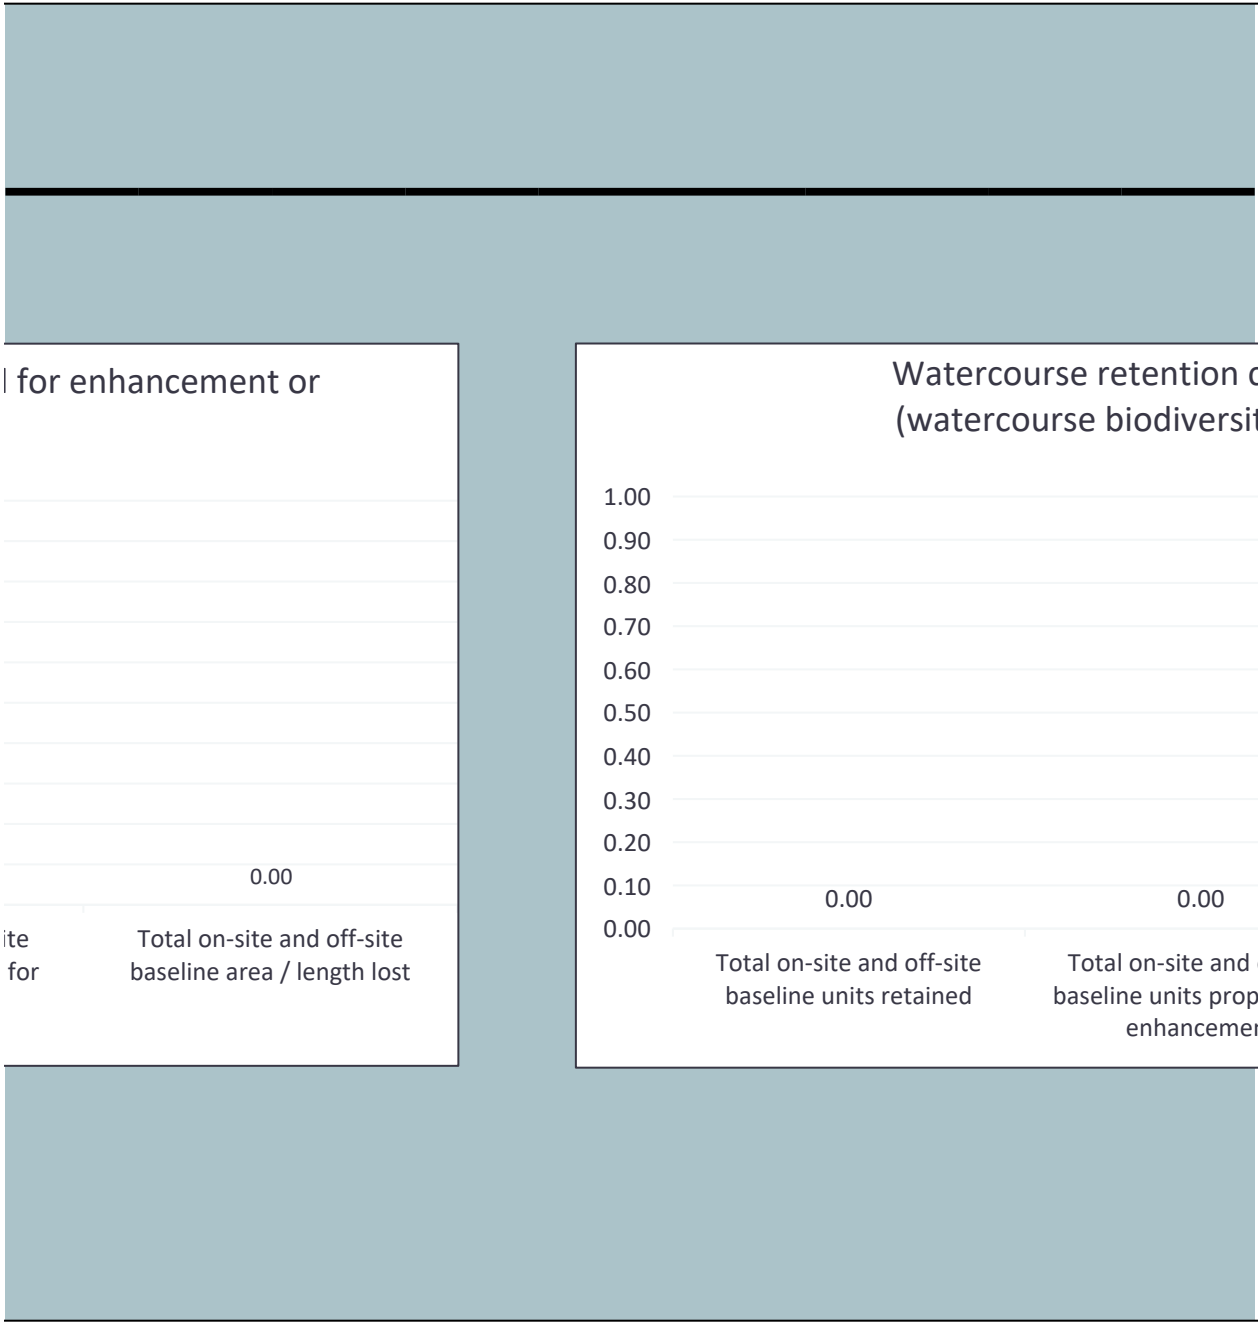 for enhancement or
0.00
ite
for
Total on-site and off-site
baseline area / length lost
Watercourse retention
(watercourse biodiversit
1.00
0.90
0.80
0.70
0.60
0.50
0.40
0.30
0.20
0.10
0.00
0.00
0.00
Total on-site and off-site
baseline units retained
Total on-site and
baseline units prop
enhancemen